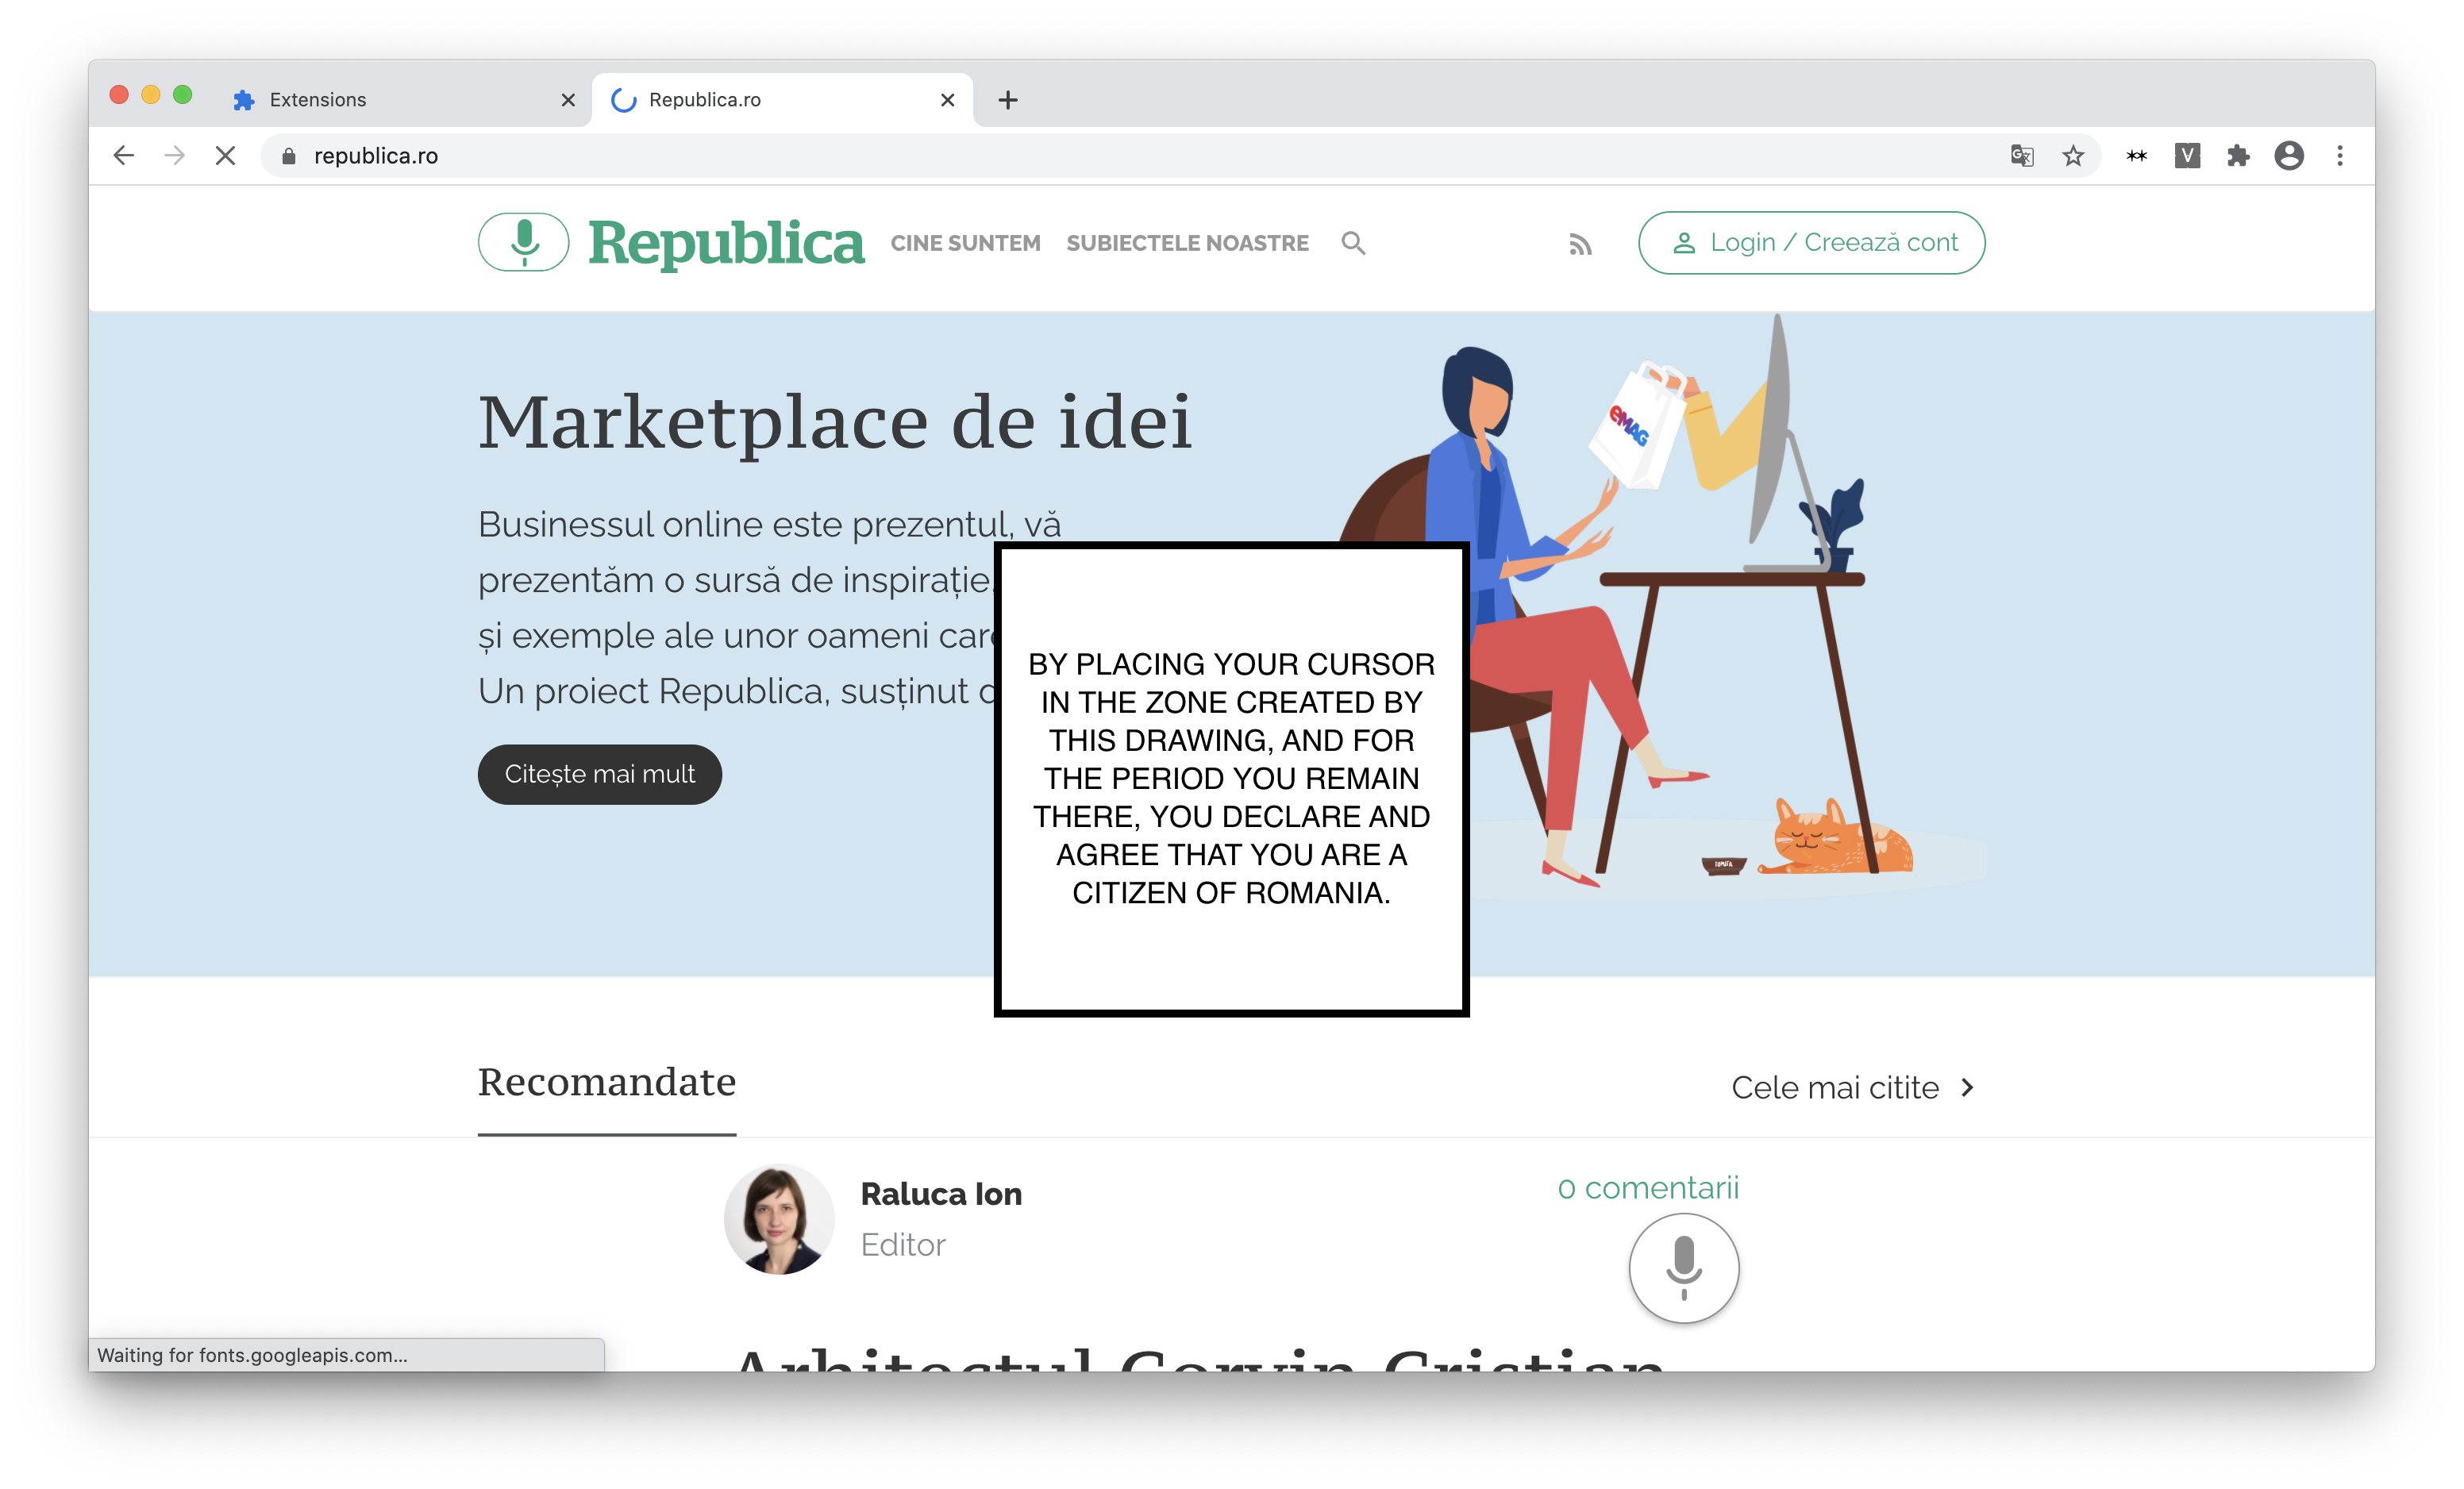 Extensions
Republica.ro
republica.ro
Republica
CINE SUNTEM
SUBIECTELE NOASTRE
Login / Creează cont
Marketplace de idei
Businessul online este prezentul, vă
prezentăm o sursă de inspirație,
și exemple ale unor oameni care
Un proiect Republica, susținut d
Citește mai mult
eMAG
BY PLACING YOUR CURSOR
IN THE ZONE CREATED BY
THIS DRAWING, AND FOR
THE PERIOD YOU REMAIN
THERE, YOU DECLARE AND
AGREE THAT YOU ARE A
CITIZEN OF ROMANIA.
Recomandate
Cele mai citite
Raluca Ion
Editor
0 comentarii
Arhitectul Corvin Cristian
Waiting for fonts.googleapis.com...